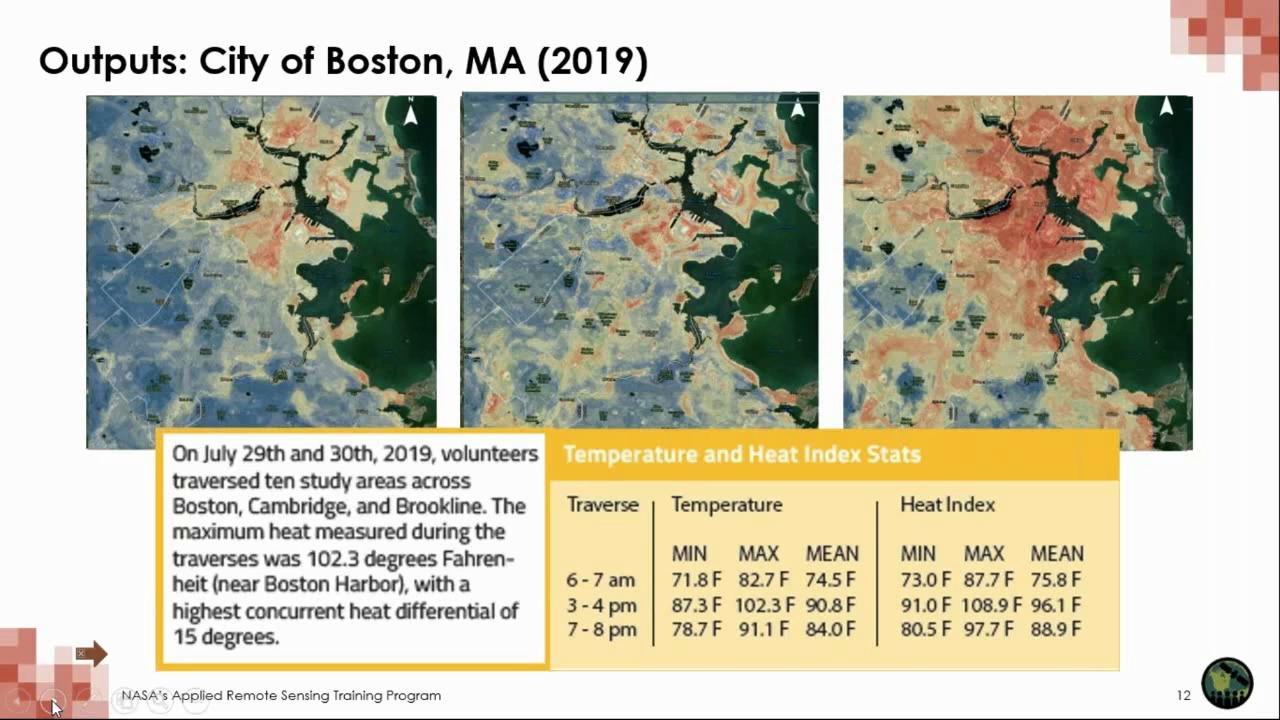 Outputs: City of Boston, MA (2019)
N
On July 29th and 30th, 2019, volunteers
traversed ten study areas across
Boston, Cambridge, and Brookline. The
maximum heat measured during the
traverses was 102.3 degrees Fahren-
heit (near Boston Harbor), with a
highest concurrent heat differential of
15 degrees.
Temperature and Heat Index Stats
Traverse Temperature Heat Index
MIN MAX MEAN MIN MAX MEAN
6 - 7 am 71.8 F 82.7 F 74.5 F 73.0 F 87.7 F 75.8 F
3 - 4 pm 87.3 F 102.3 F 90.8 F 91.0 F 108.9 F 96.1 F
7 - 8 pm 78.7 F 91.1 F 84.0 F 80.5 F 97.7 F 88.9 F
NASA's Applied Remote Sensing Training Program
12